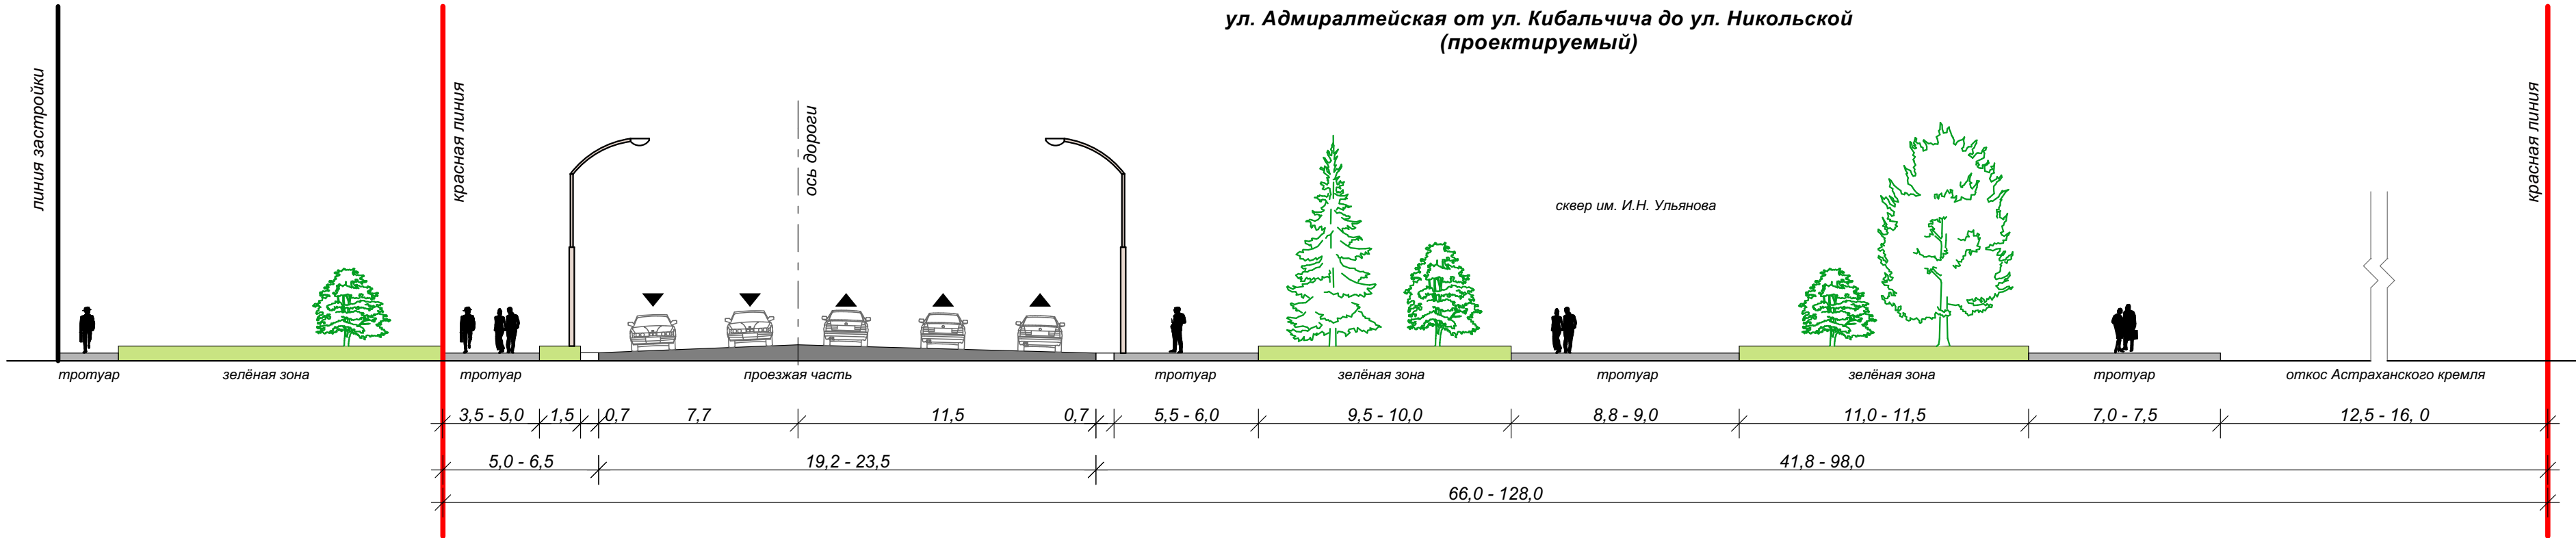 ул. Адмиралтейская от ул. Кибальчича до ул. Никольской
(проектируемый)
линия застройки
красная линия
ось дороги
красная линия
сквер им. И.Н. Ульянова
тротуар
зелёная зона
тротуар
проезжая часть
тротуар
зелёная зона
тротуар
зелёная зона
тротуар
откос Астраханского кремля
3,5 - 5,0
1,5
0,7
7,7
11,5
0,7
5,5 - 6,0
9,5 - 10,0
8,8 - 9,0
11,0 - 11,5
7,0 - 7,5
12,5 - 16, 0
5,0 - 6,5
19,2 - 23,5
41,8 - 98,0
66,0 - 128,0